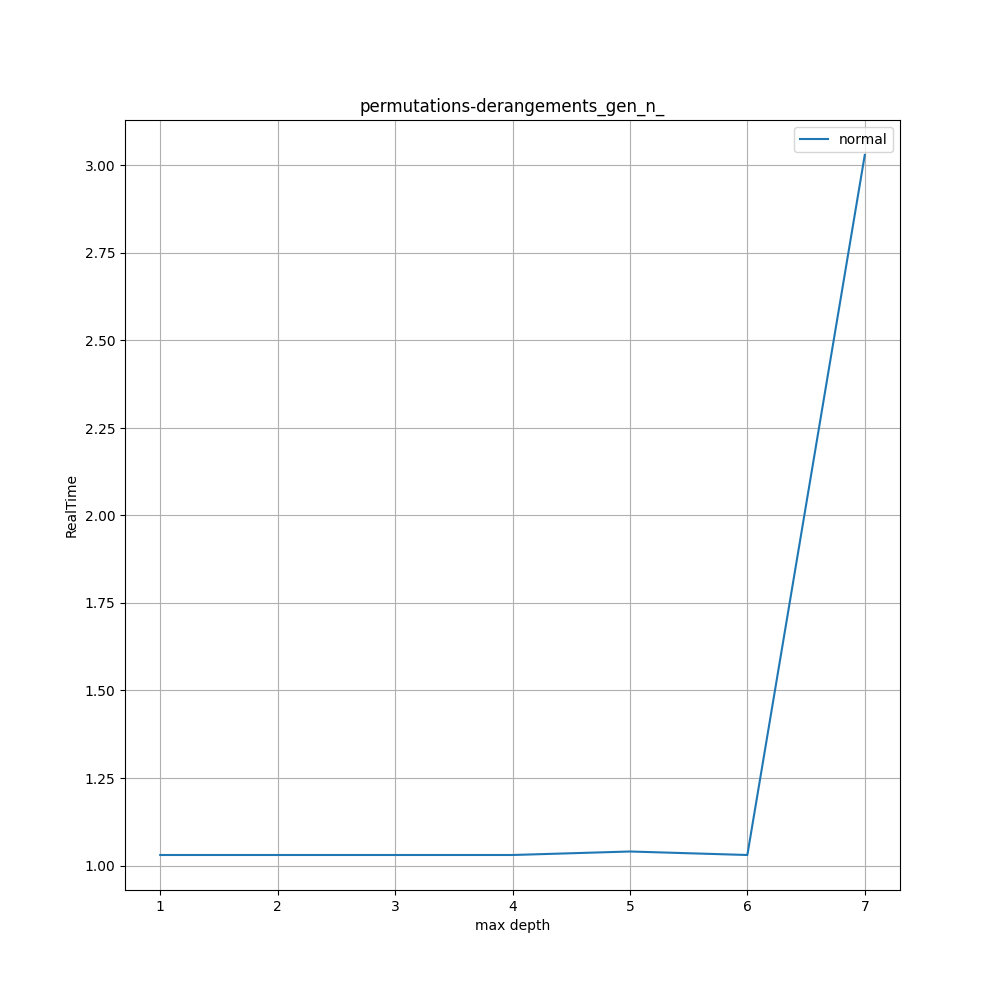 permutations-derangements_gen_n_
normal
3.00
2.75
2.50
2.25
2.00
1.75
1.50
1.25
1.00
RealTime
1 2 3 4 5 6 7
max depth